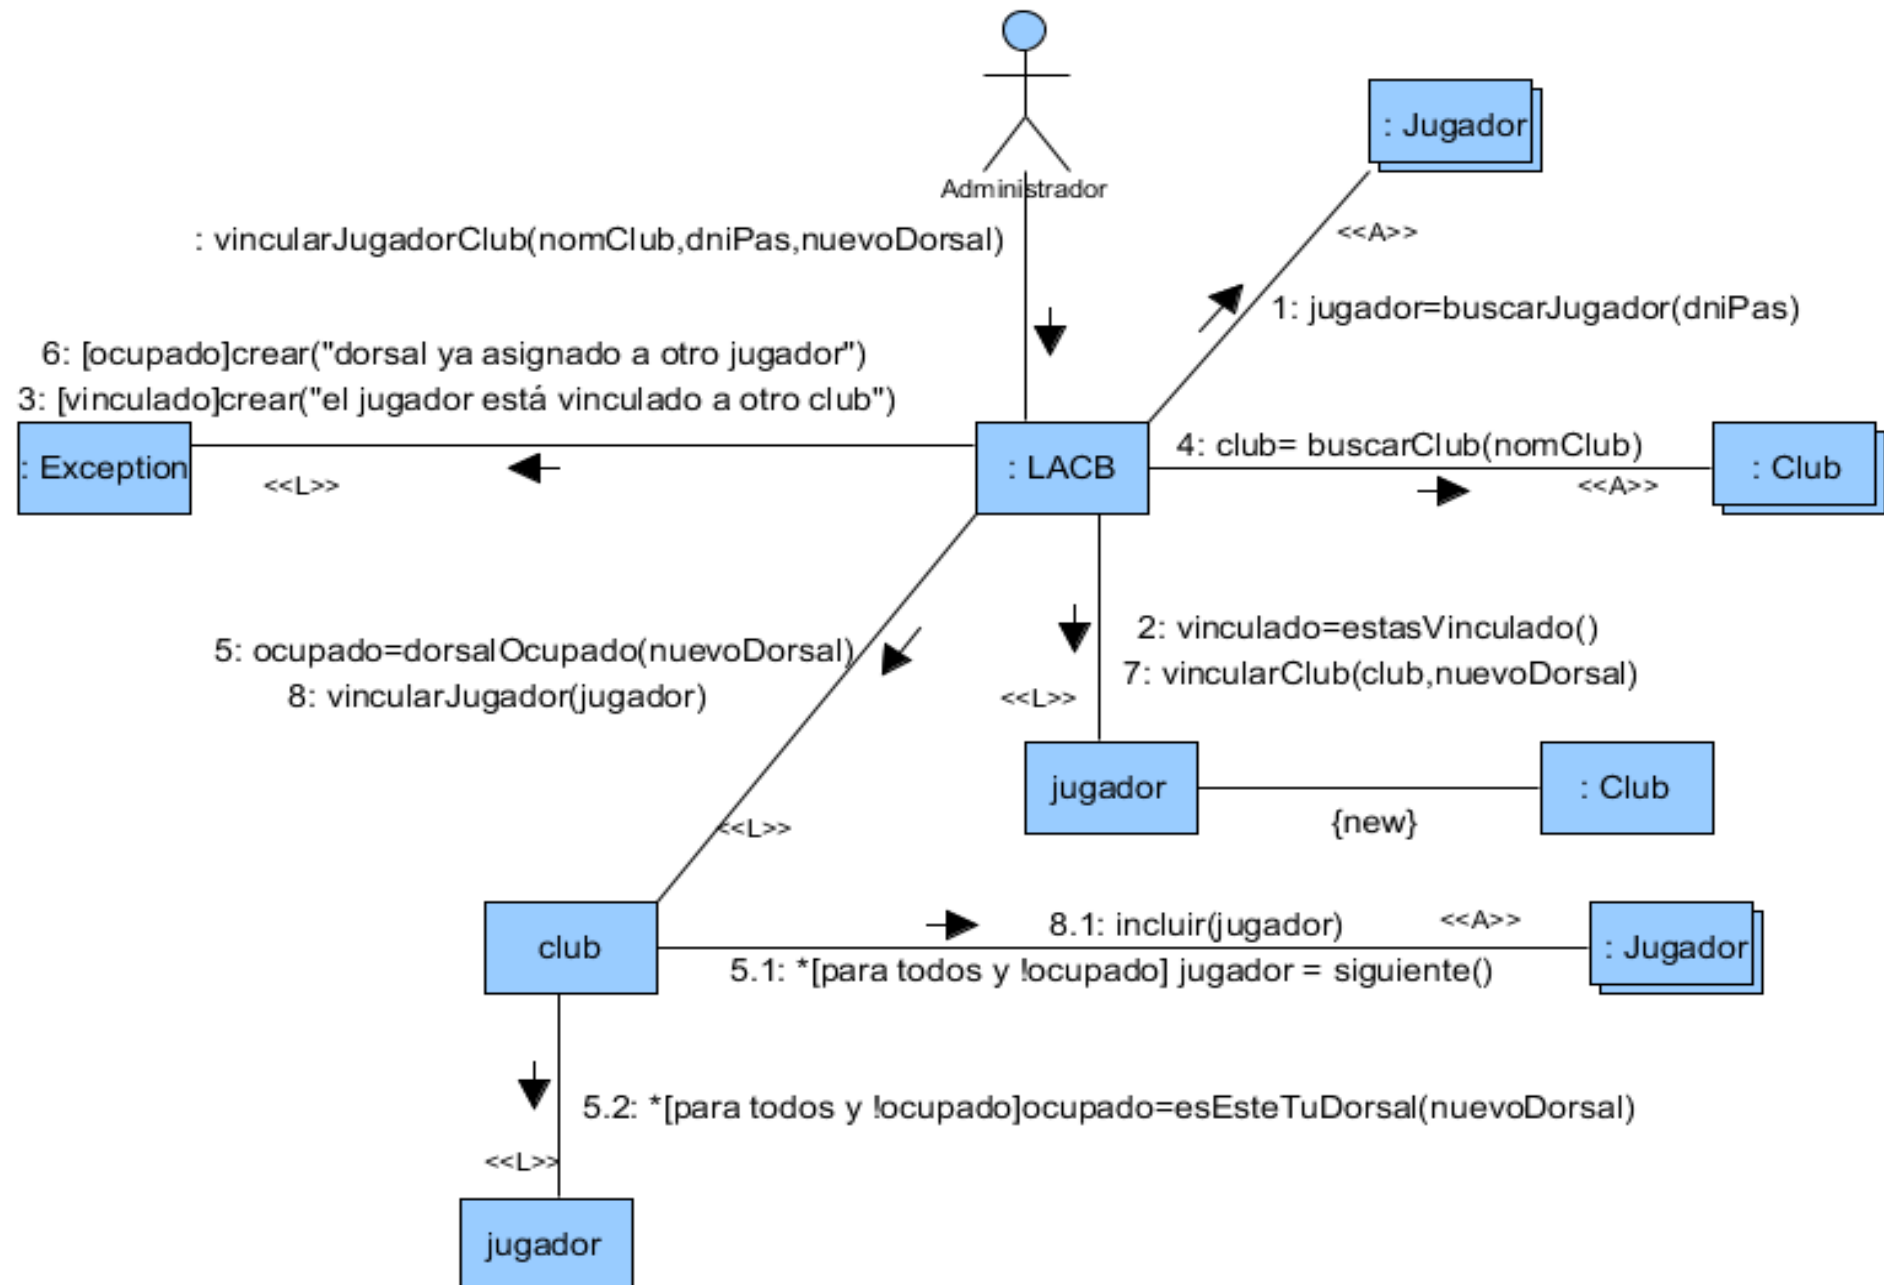 Administrador
: Jugador
: vincularJugadorClub(nomClub,dniPas,nuevoDorsal)
<<A>>
1: jugador=buscarJugador(dniPas)
6: [ocupado]crear("dorsal ya asignado a otro jugador")
3: [vinculado]crear("el jugador está vinculado a otro club")
: Exception
<<L>>
: LACB
4: club= buscarClub(nomClub)
<<A>>
: Club
5: ocupado=dorsalOcupado(nuevoDorsal)
8: vincularJugador(jugador)
2: vinculado=estasVinculado()
7: vincularClub(club,nuevoDorsal)
<<L>>
jugador
{new}
: Club
<<L>>
club
8.1: incluir(jugador)
<<A>>
5.1: *[para todos y !ocupado] jugador = siguiente()
: Jugador
5.2: *[para todos y !ocupado]ocupado=esEsteTuDorsal(nuevoDorsal)
<<L>>
jugador